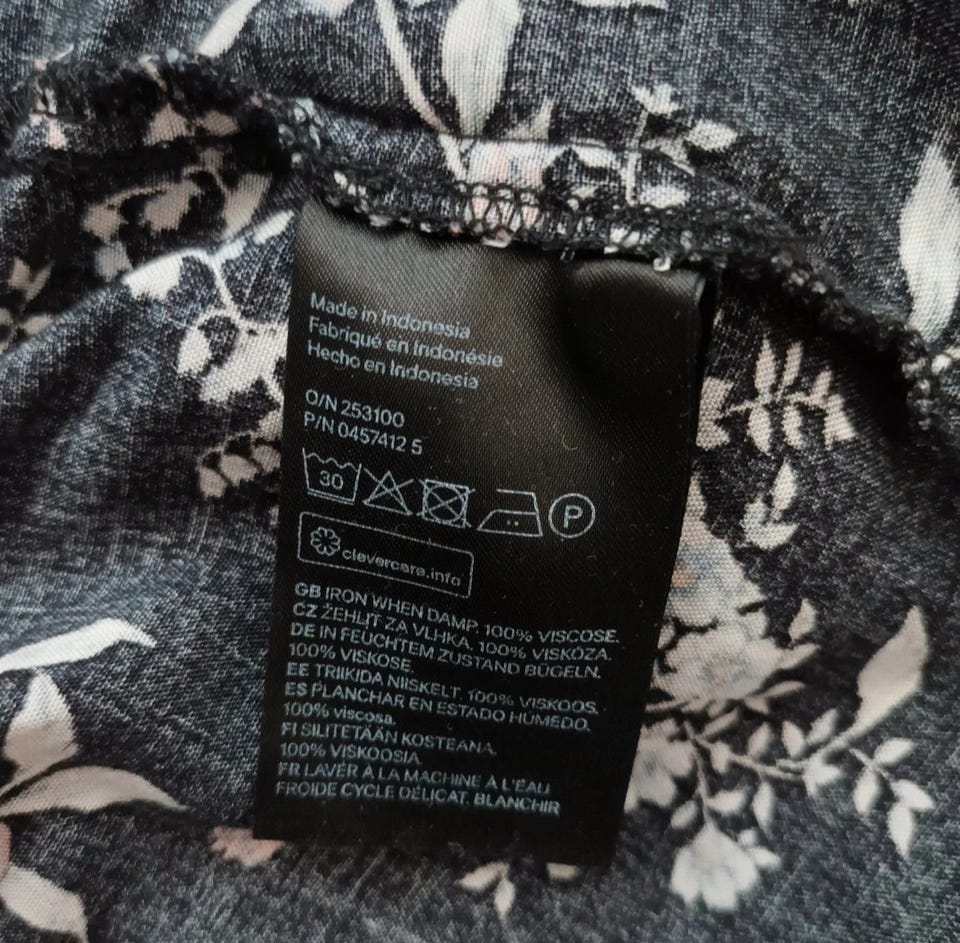 Made in Indonesia
Fabriqué en Indonésie
Hecho en Indonesia
O/N 253100
P/N 0457412 5
30 P
clevercare.info
GB IRON WHEN DAMP. 100% VISCOSE.
CZ ŽEHLIT ZA VLHKA. 100% VISKÓZA.
DE IN FEUCHTEM ZUSTAND BÜGELN.
100% VISKOSE.
EE TRIIKIDA NIISKELT. 100% VISKOOS.
ES PLANCHAR EN ESTADO HÚMEDO.
100% viscosa.
FI SILITETÄÄN KOSTEANA.
100% VISKOOSIA.
FR LAVER À LA MACHINE À L'EAU
FROIDE CYCLE DÉLICAT, BLANCHIR